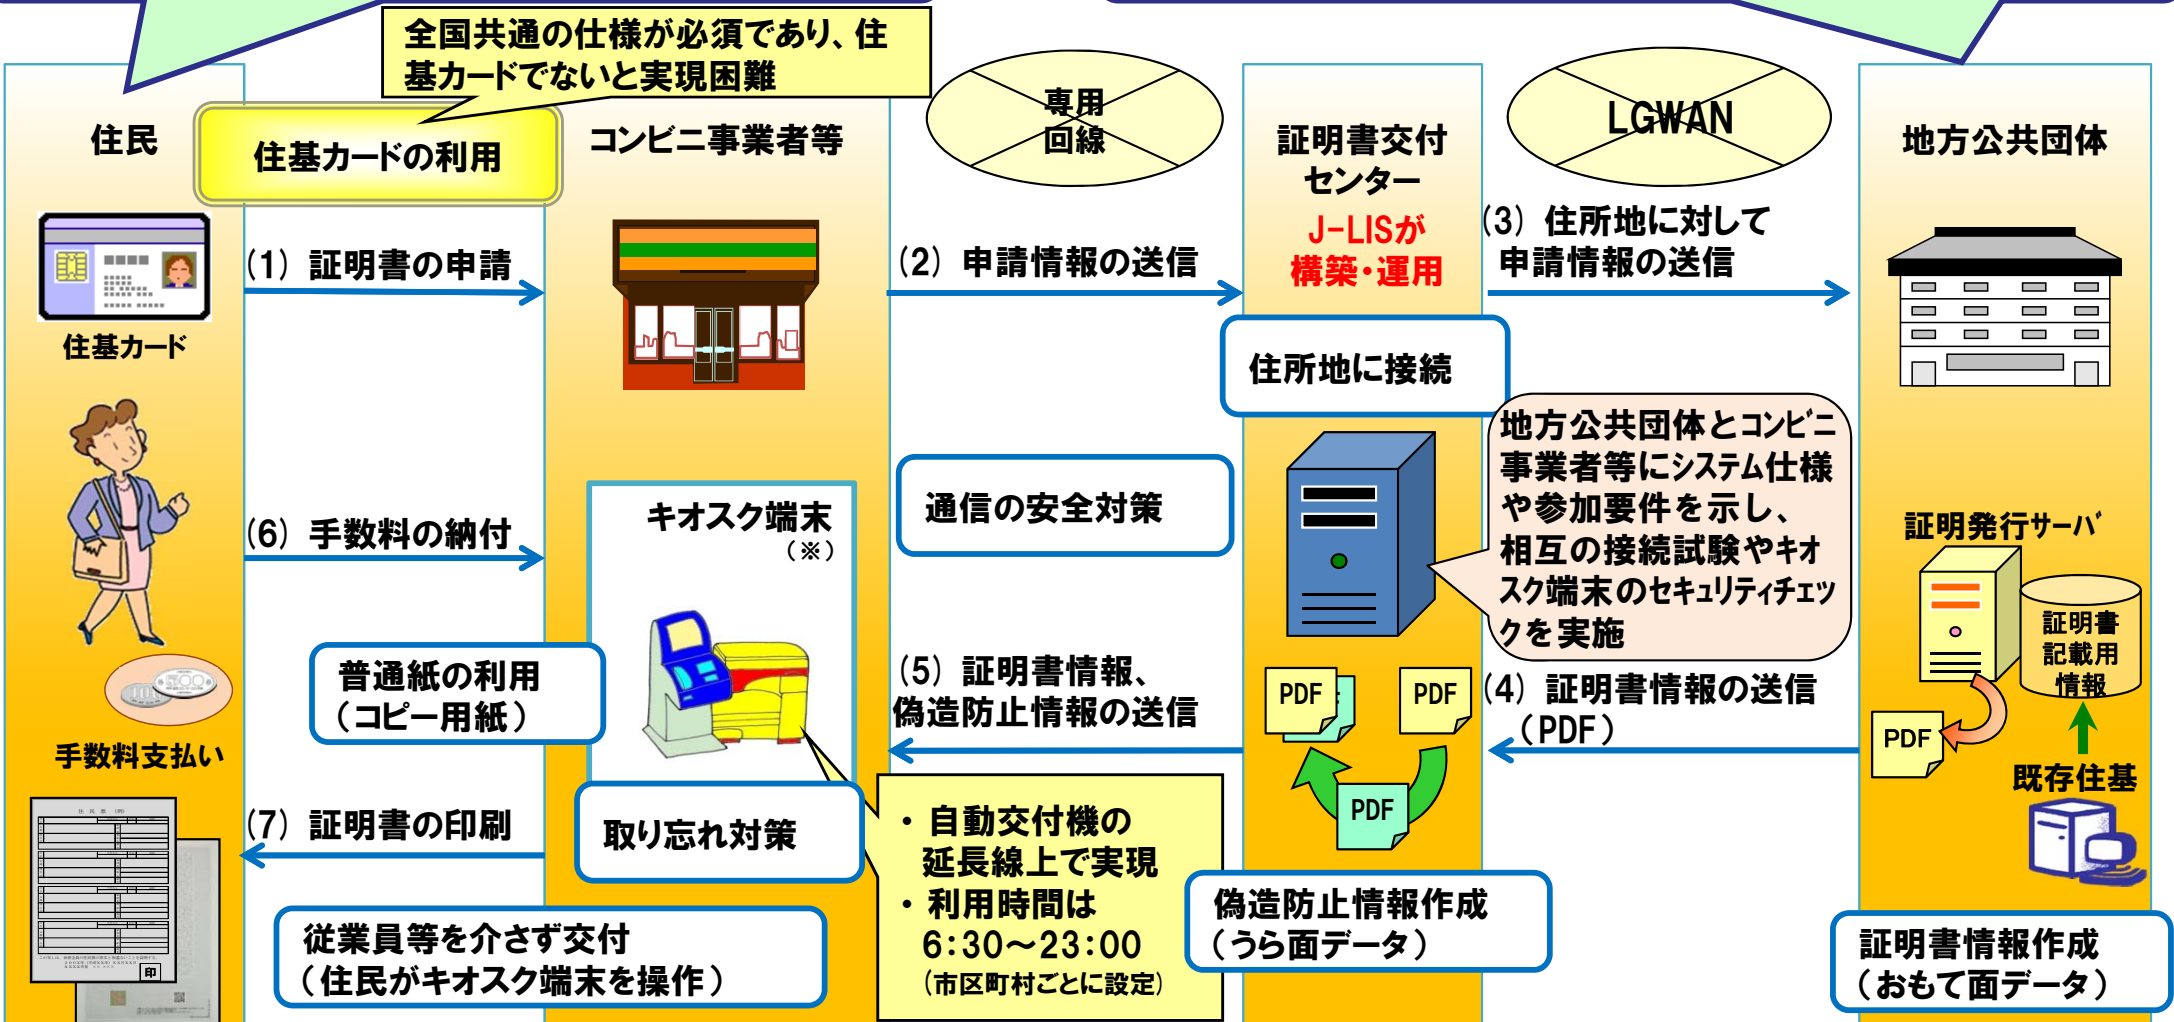 全国共通の仕様が必須であり、住
基カードでないと実現困難
住民
住基カードの利用
コンビニ事業者等
専用
回線
証明書交付
センター
J-LISが
構築・運用
LGWAN
地方公共団体
住基カード
(1) 証明書の申請
(2) 申請情報の送信
(3) 住所地に対して
申請情報の送信
住所地に接続
地方公共団体とコンビニ
事業者等にシステム仕様
や参加要件を示し、
相互の接続試験やキオ
スク端末のセキュリティチェッ
クを実施
(6) 手数料の納付
キオスク端末
(※)
通信の安全対策
証明発行サーバ
証明書
記載用
情報
普通紙の利用
(コピー用紙)
(5) 証明書情報、
偽造防止情報の送信
PDF
PDF
PDF
(4) 証明書情報の送信
(PDF)
PDF
既存住基
手数料支払い
(7) 証明書の印刷
取り忘れ対策
・自動交付機の
延長線上で実現
・利用時間は
6:30～23:00
(市区町村ごとに設定)
従業員等を介さず交付
(住民がキオスク端末を操作)
偽造防止情報作成
(うら面データ)
証明書情報作成
(おもて面データ)
印